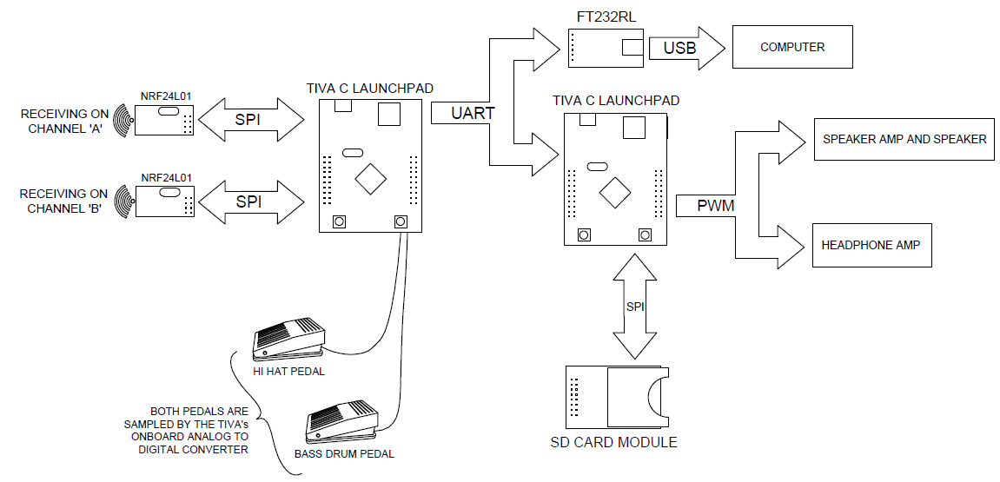 FT232RL
USB
COMPUTER
TIVA C LAUNCHPAD
NRF24L01
RECEIVING ON
CHANNEL 'A'
SPI
UART
TIVA C LAUNCHPAD
SPEAKER AMP AND SPEAKER
NRF24L01
RECEIVING ON
CHANNEL 'B'
SPI
PWM
HEADPHONE AMP
SPI
HI HAT PEDAL
BOTH PEDALS ARE
SAMPLED BY THE TIVA's
ONBOARD ANALOG TO
DIGITAL CONVERTER
BASS DRUM PEDAL
SD CARD MODULE